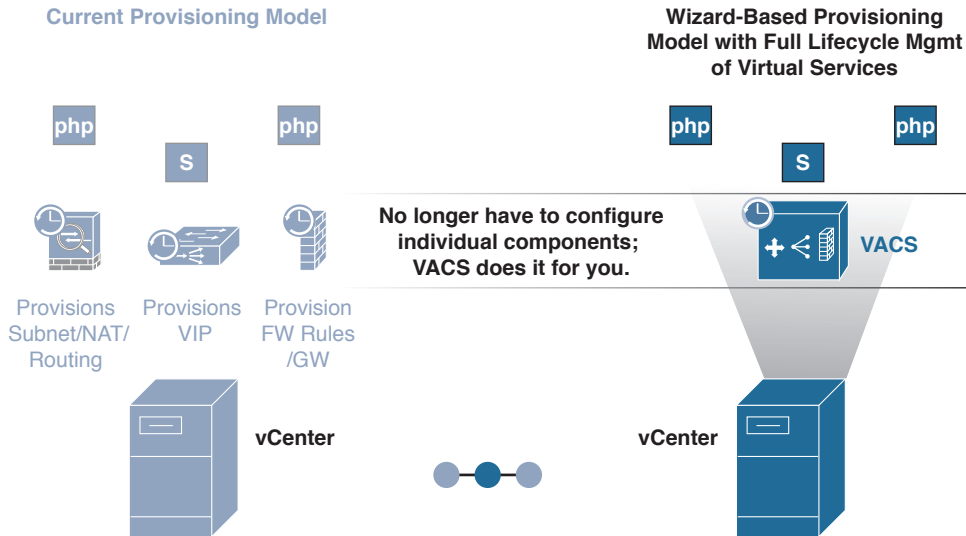 Current Provisioning Model
Wizard-Based Provisioning
Model with Full Lifecycle Mgmt
of Virtual Services
php
php
S
php
php
S
No longer have to configure
individual components;
VACS does it for you.
VACS
Provisions
Subnet/NAT/
Routing
Provisions
VIP
Provision
FW Rules
/GW
vCenter
vCenter